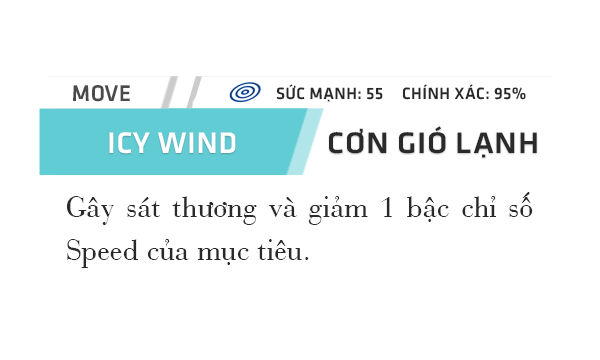 MOVE SỨC MẠNH: 55 CHÍNH XÁC: 95%
ICY WIND CƠN GIÓ LẠNH
Gây sát thương và giảm 1 bậc chỉ số
Speed của mục tiêu.